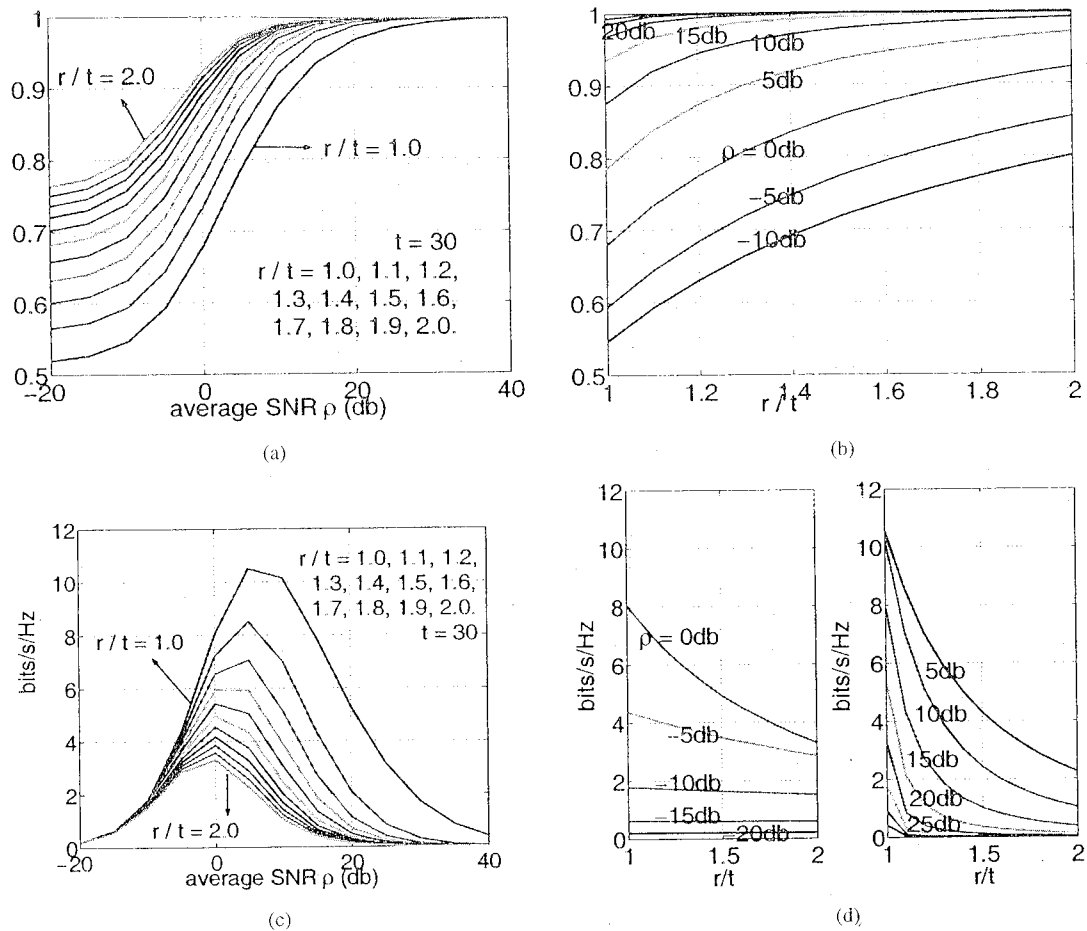 1
0.9
0.8
0.7
0.6
0.5
r / t = 2.0
r / t = 1.0
t = 30
r / t = 1.0, 1.1, 1.2,
1.3, 1.4, 1.5, 1.6,
1.7, 1.8, 1.9, 2.0.
-20
0
20
40
average SNR ρ (db)
(a)
1
0.9
0.8
0.7
0.6
0.5
20db
15db
10db
5db
ρ = 0db
-5db
-10db
1
1.2
1.4
1.6
1.8
2
r / t
(b)
12
10
8
6
4
2
0
bits/s/Hz
r / t = 1.0, 1.1, 1.2,
1.3, 1.4, 1.5, 1.6,
1.7, 1.8, 1.9, 2.0.
t = 30
r / t = 1.0
r / t = 2.0
-20
0
20
40
average SNR ρ (db)
(c)
12
10
8
6
4
2
0
bits/s/Hz
ρ = 0db
-5db
-10db
-15db
-20db
1
1.5
2
r/t
12
10
8
6
4
2
0
bits/s/Hz
5db
10db
15db
20db
25db
1
1.5
2
r/t
(d)